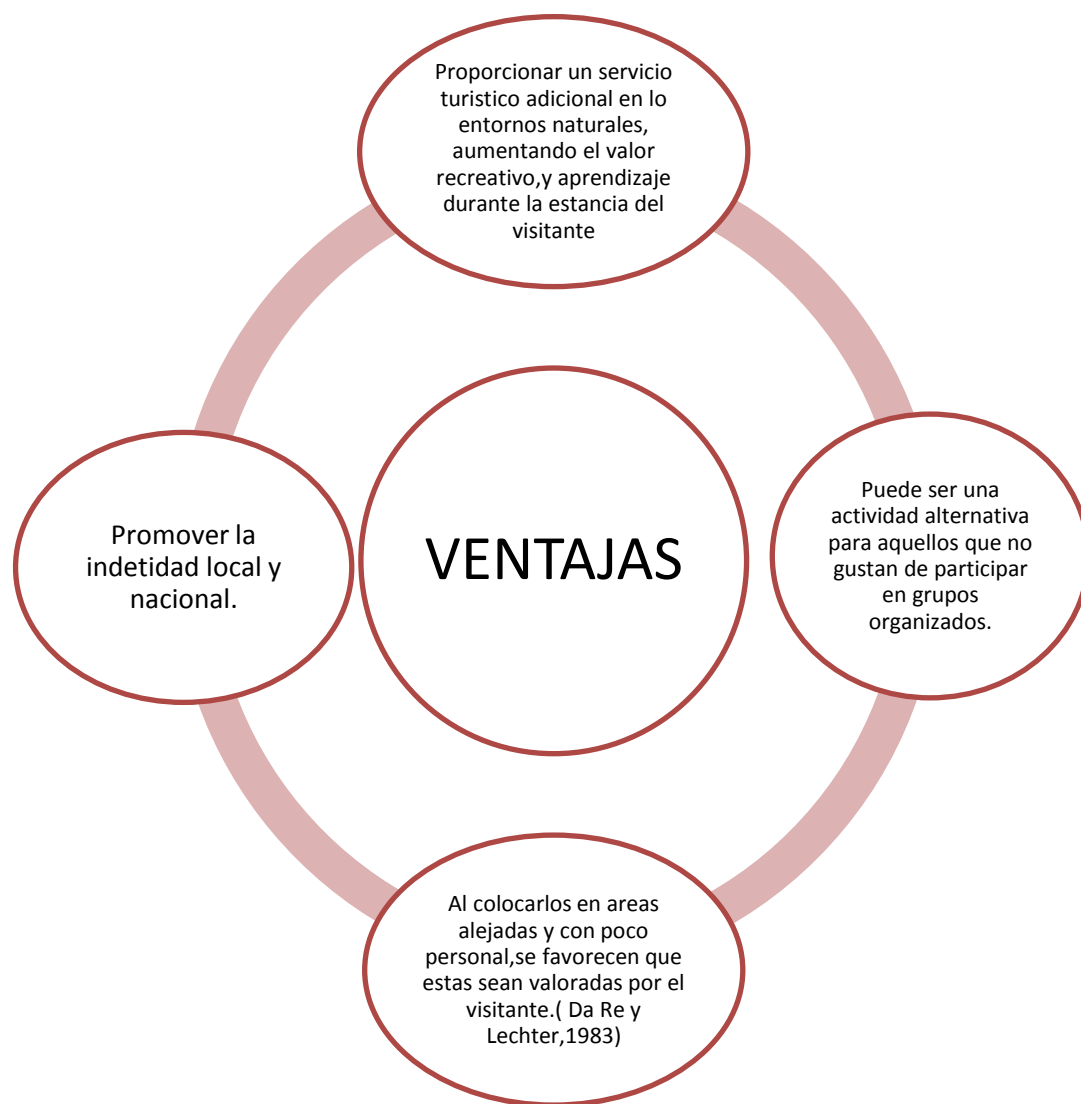 Proporcionar un servicio
turistico adicional en lo
entornos naturales,
aumentando el valor
recreativo,y aprendizaje
durante la estancia del
visitante
VENTAJAS
Puede ser una
actividad alternativa
para aquellos que no
gustan de participar
en grupos
organizados.
Al colocarlos en areas
alejadas y con poco
personal,se favorecen que
estas sean valoradas por el
visitante.( Da Re y
Lechter,1983)
Promover la
indetidad local y
nacional.